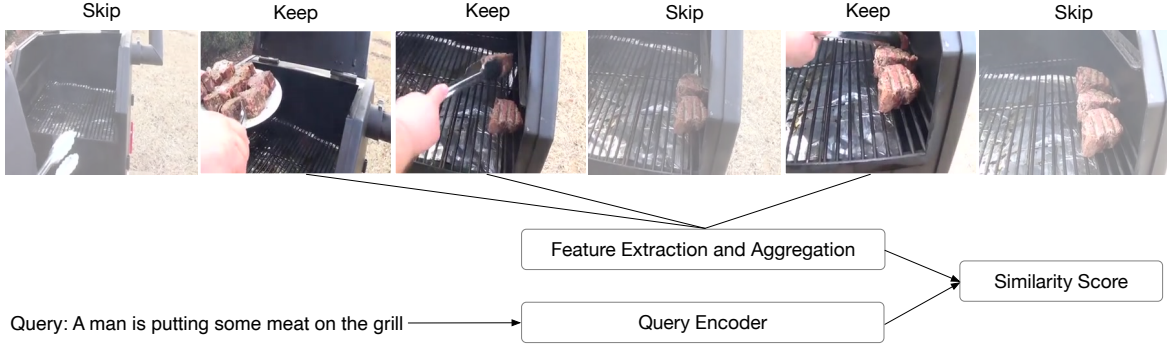 Skip
Keep
Keep
Skip
Keep
Skip
Feature Extraction and Aggregation
Similarity Score
Query: A man is putting some meat on the grill
Query Encoder